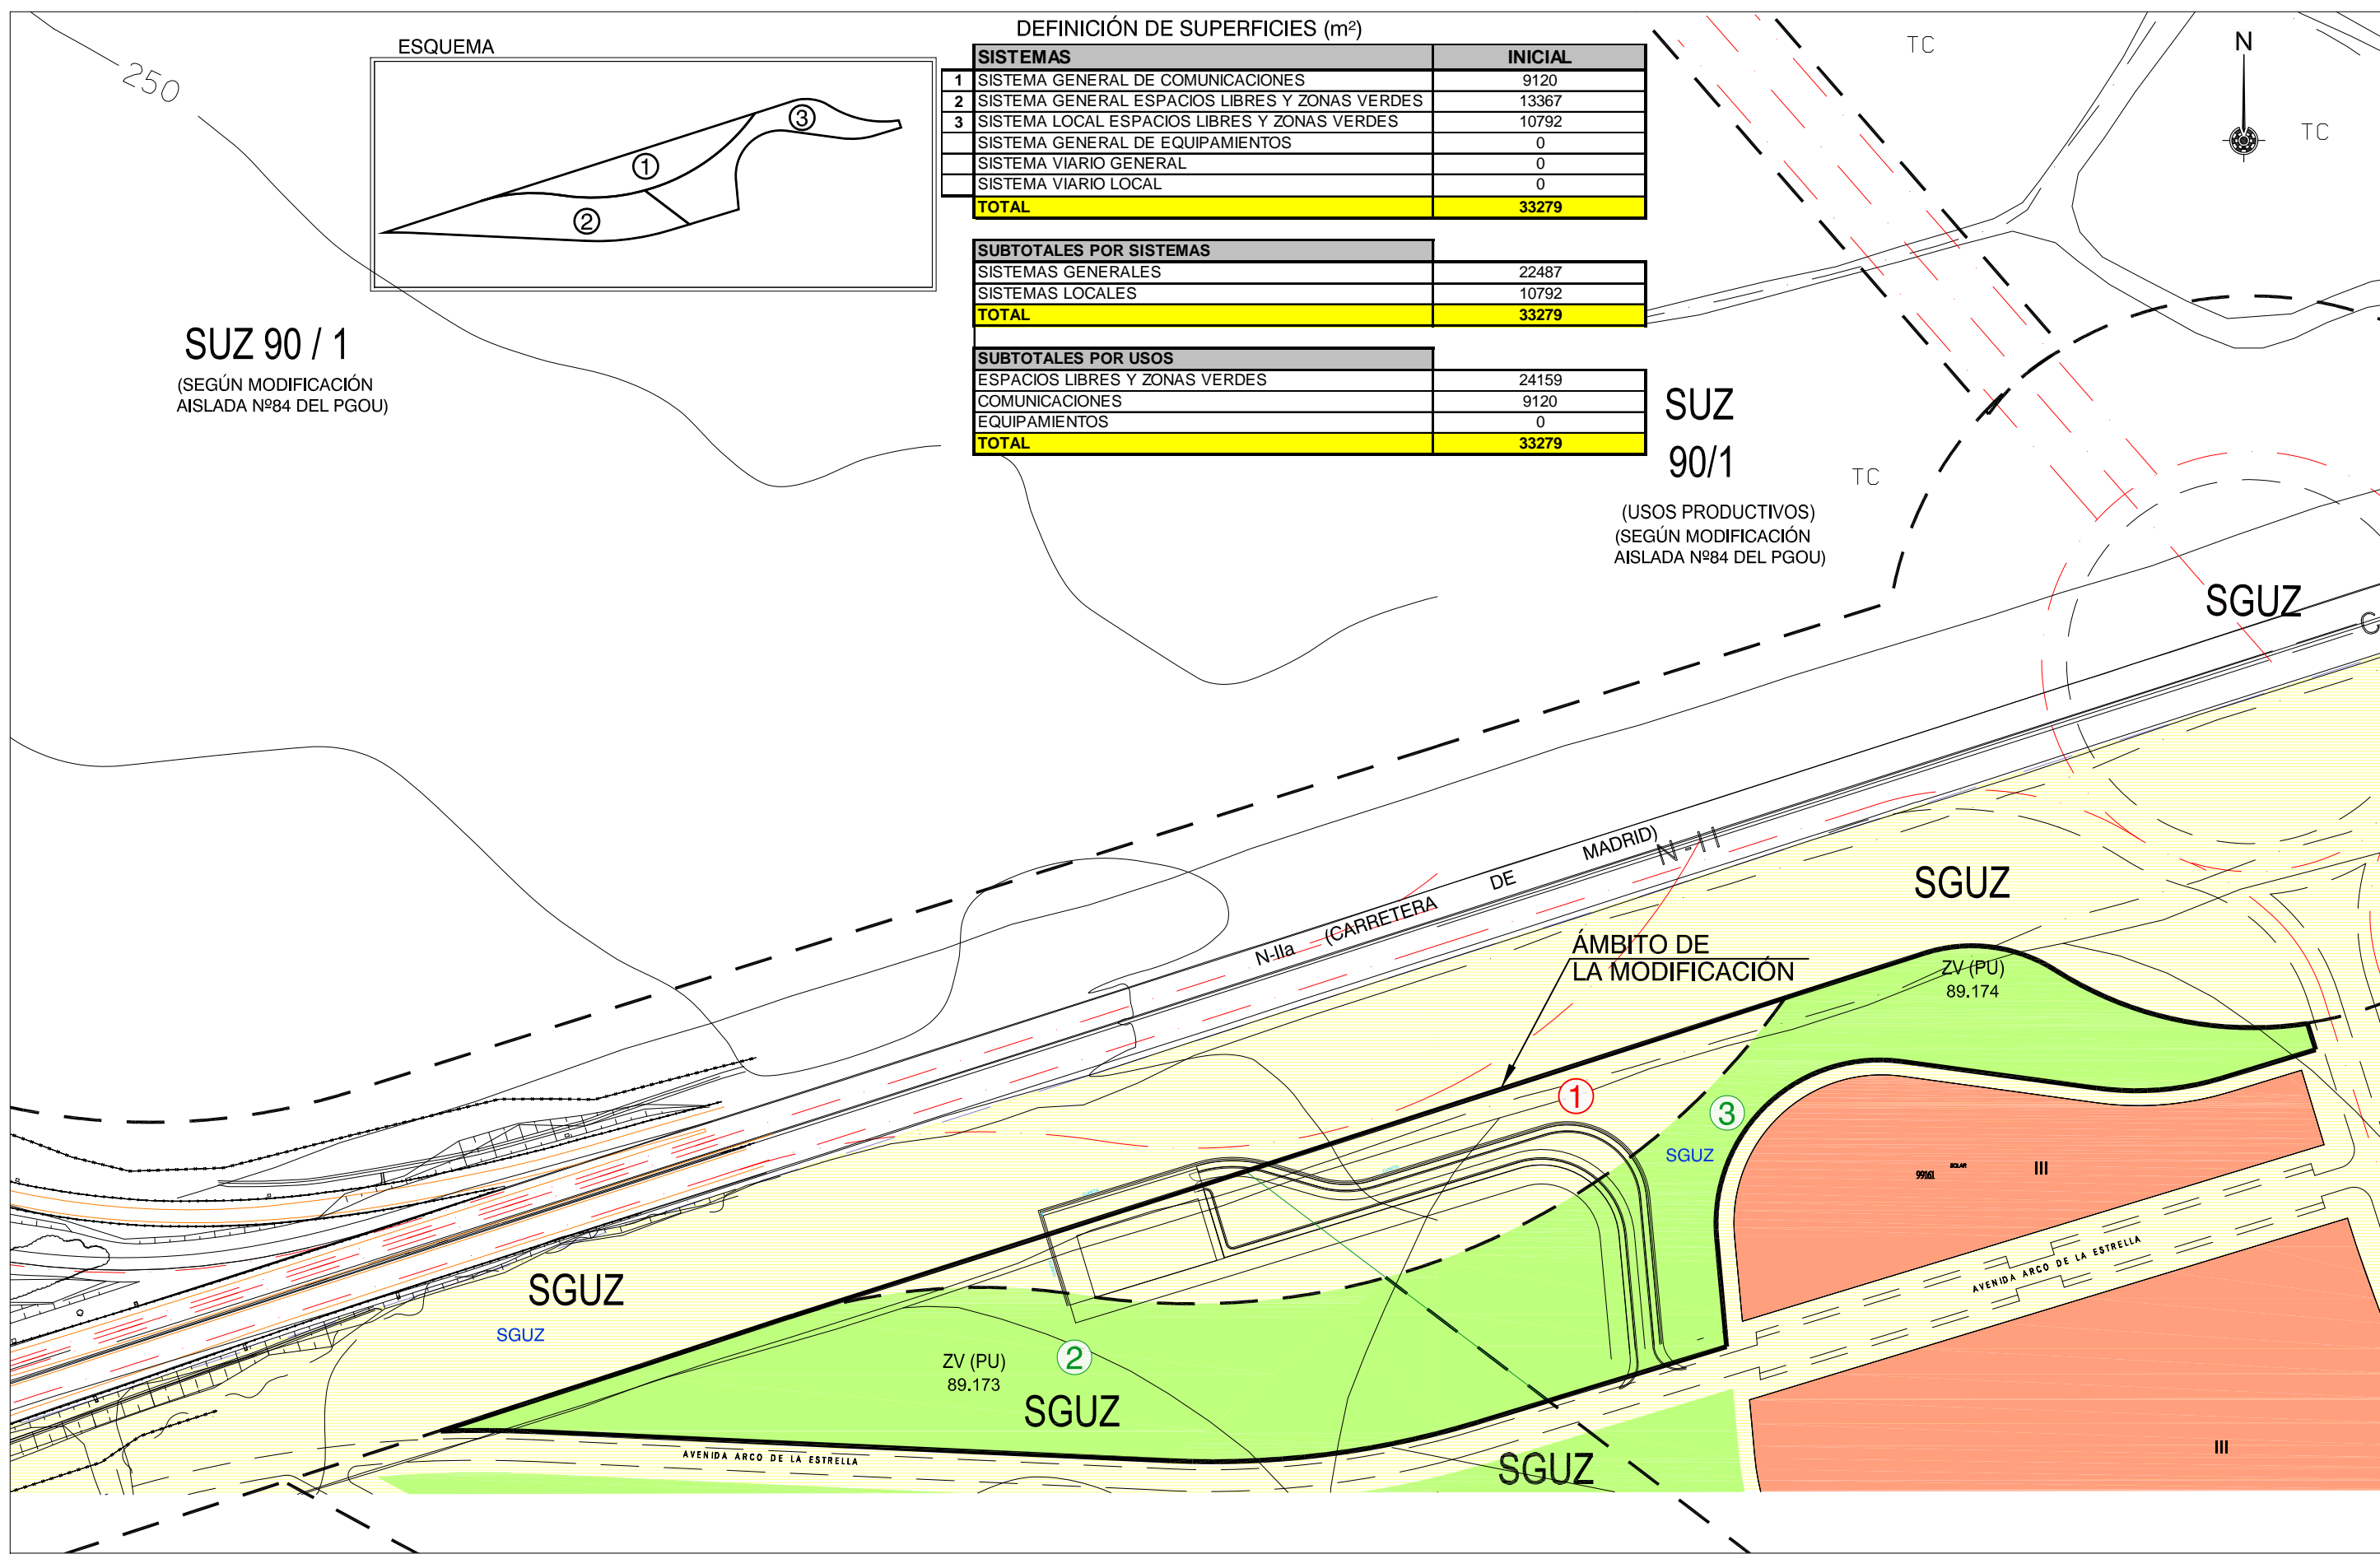 DEFINICIÓN DE SUPERFICIES (m²)
ESQUEMA
1
2
3
SISTEMAS INICIAL
1 SISTEMA GENERAL DE COMUNICACIONES 9120
2 SISTEMA GENERAL ESPACIOS LIBRES Y ZONAS VERDES 13367
3 SISTEMA LOCAL ESPACIOS LIBRES Y ZONAS VERDES 10792
SISTEMA GENERAL DE EQUIPAMIENTOS 0
SISTEMA VIARIO GENERAL 0
SISTEMA VIARIO LOCAL 0
TOTAL 33279
SUBTOTALES POR SISTEMAS
SISTEMAS GENERALES 22487
SISTEMAS LOCALES 10792
TOTAL 33279
SUBTOTALES POR USOS
ESPACIOS LIBRES Y ZONAS VERDES 24159
COMUNICACIONES 9120
EQUIPAMIENTOS 0
TOTAL 33279
250
TC
N
TC
SUZ 90 / 1
(SEGÚN MODIFICACIÓN
AISLADA Nº84 DEL PGOU)
SUZ
90/1
TC
(USOS PRODUCTIVOS)
(SEGÚN MODIFICACIÓN
AISLADA Nº84 DEL PGOU)
SGUZ
C
N-IIa (CARRETERA DE MADRID)
N-II
SGUZ
ÁMBITO DE
LA MODIFICACIÓN
ZV (PU)
89.174
1
3
SGUZ
99161
SOLAR
III
AVENIDA ARCO DE LA ESTRELLA
SGUZ
SGUZ
ZV (PU)
89.173
2
SGUZ
AVENIDA ARCO DE LA ESTRELLA
SGUZ
III